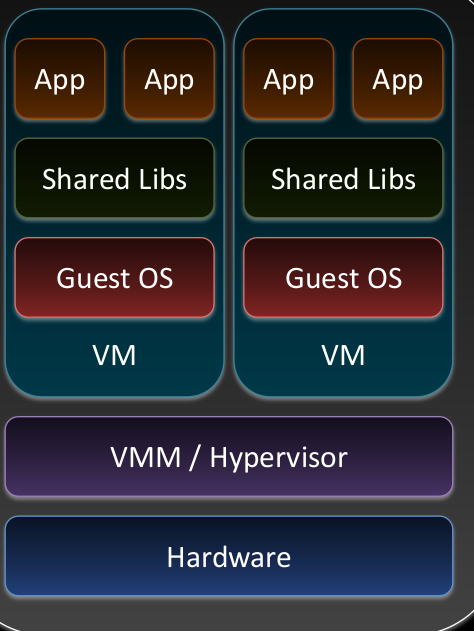 App App App App
Shared Libs Shared Libs
Guest OS Guest OS
VM VM
VMM / Hypervisor
Hardware